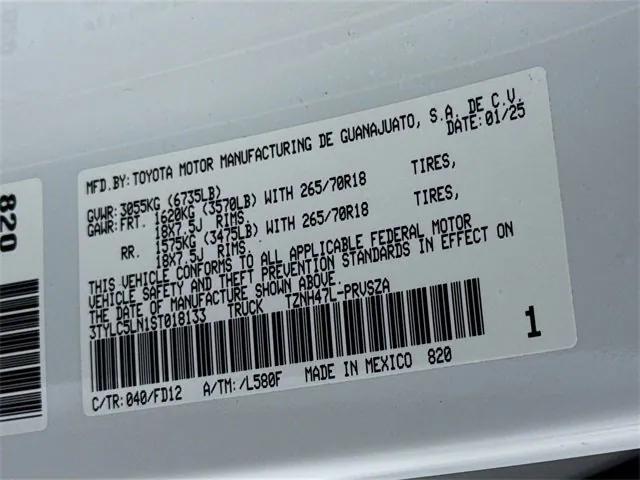 MFD.BY:TOYOTA MOTOR MANUFACTURING DE GUANAJUATO, S.A. DE C.V.
DATE:01/25
GVWR:3055KG (6735LB)
GAWR:FRT. 1620KG (3570LB) WITH 265/70R18 TIRES,
18X7.5J RIMS.
RR. 1575KG (3475LB) WITH 265/70R18 TIRES,
18X7.5J RIMS.
THIS VEHICLE CONFORMS TO ALL APPLICABLE FEDERAL MOTOR
VEHICLE SAFETY AND THEFT PREVENTION STANDARDS IN EFFECT ON
THE DATE OF MANUFACTURE SHOWN ABOVE.
3TYLC5LN1ST018133 TRUCK TZNH47L-PRVSZA
1
C/TR:040/FD12 A/TM:/L580F MADE IN MEXICO 820
820